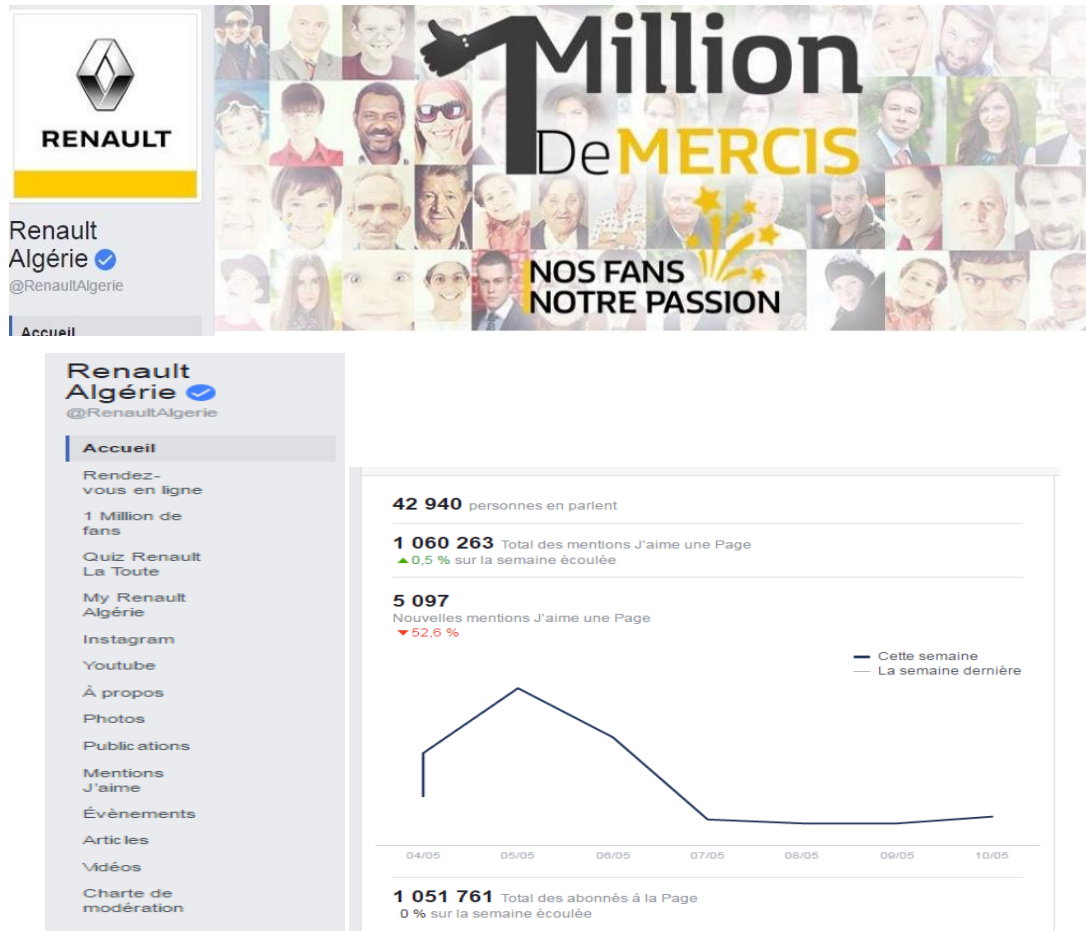 RENAULT
Renault
Algérie
@RenaultAlgerie
Accueil
1Million
De MERCIS
NOS FANS
NOTRE PASSION
Renault
Algérie
@RenaultAlgerie
Accueil
Rendez-
vous en ligne
1 Million de
fans
Quiz Renault
La Toute
My Renault
Algérie
Instagram
Youtube
À propos
Photos
Publications
Mentions
J'aime
Évènements
Articles
Vidéos
Charte de
modération
42 940 personnes en parlent
1 060 263 Total des mentions J'aime une Page
0,5 % sur la semaine écoulée
5 097
Nouvelles mentions J'aime une Page
52,6 %
Cette semaine
La semaine dernière
04/05 05/05 06/05 07/05 08/05 09/05 10/05
1 051 761 Total des abonnés à la Page
0 % sur la semaine écoulée